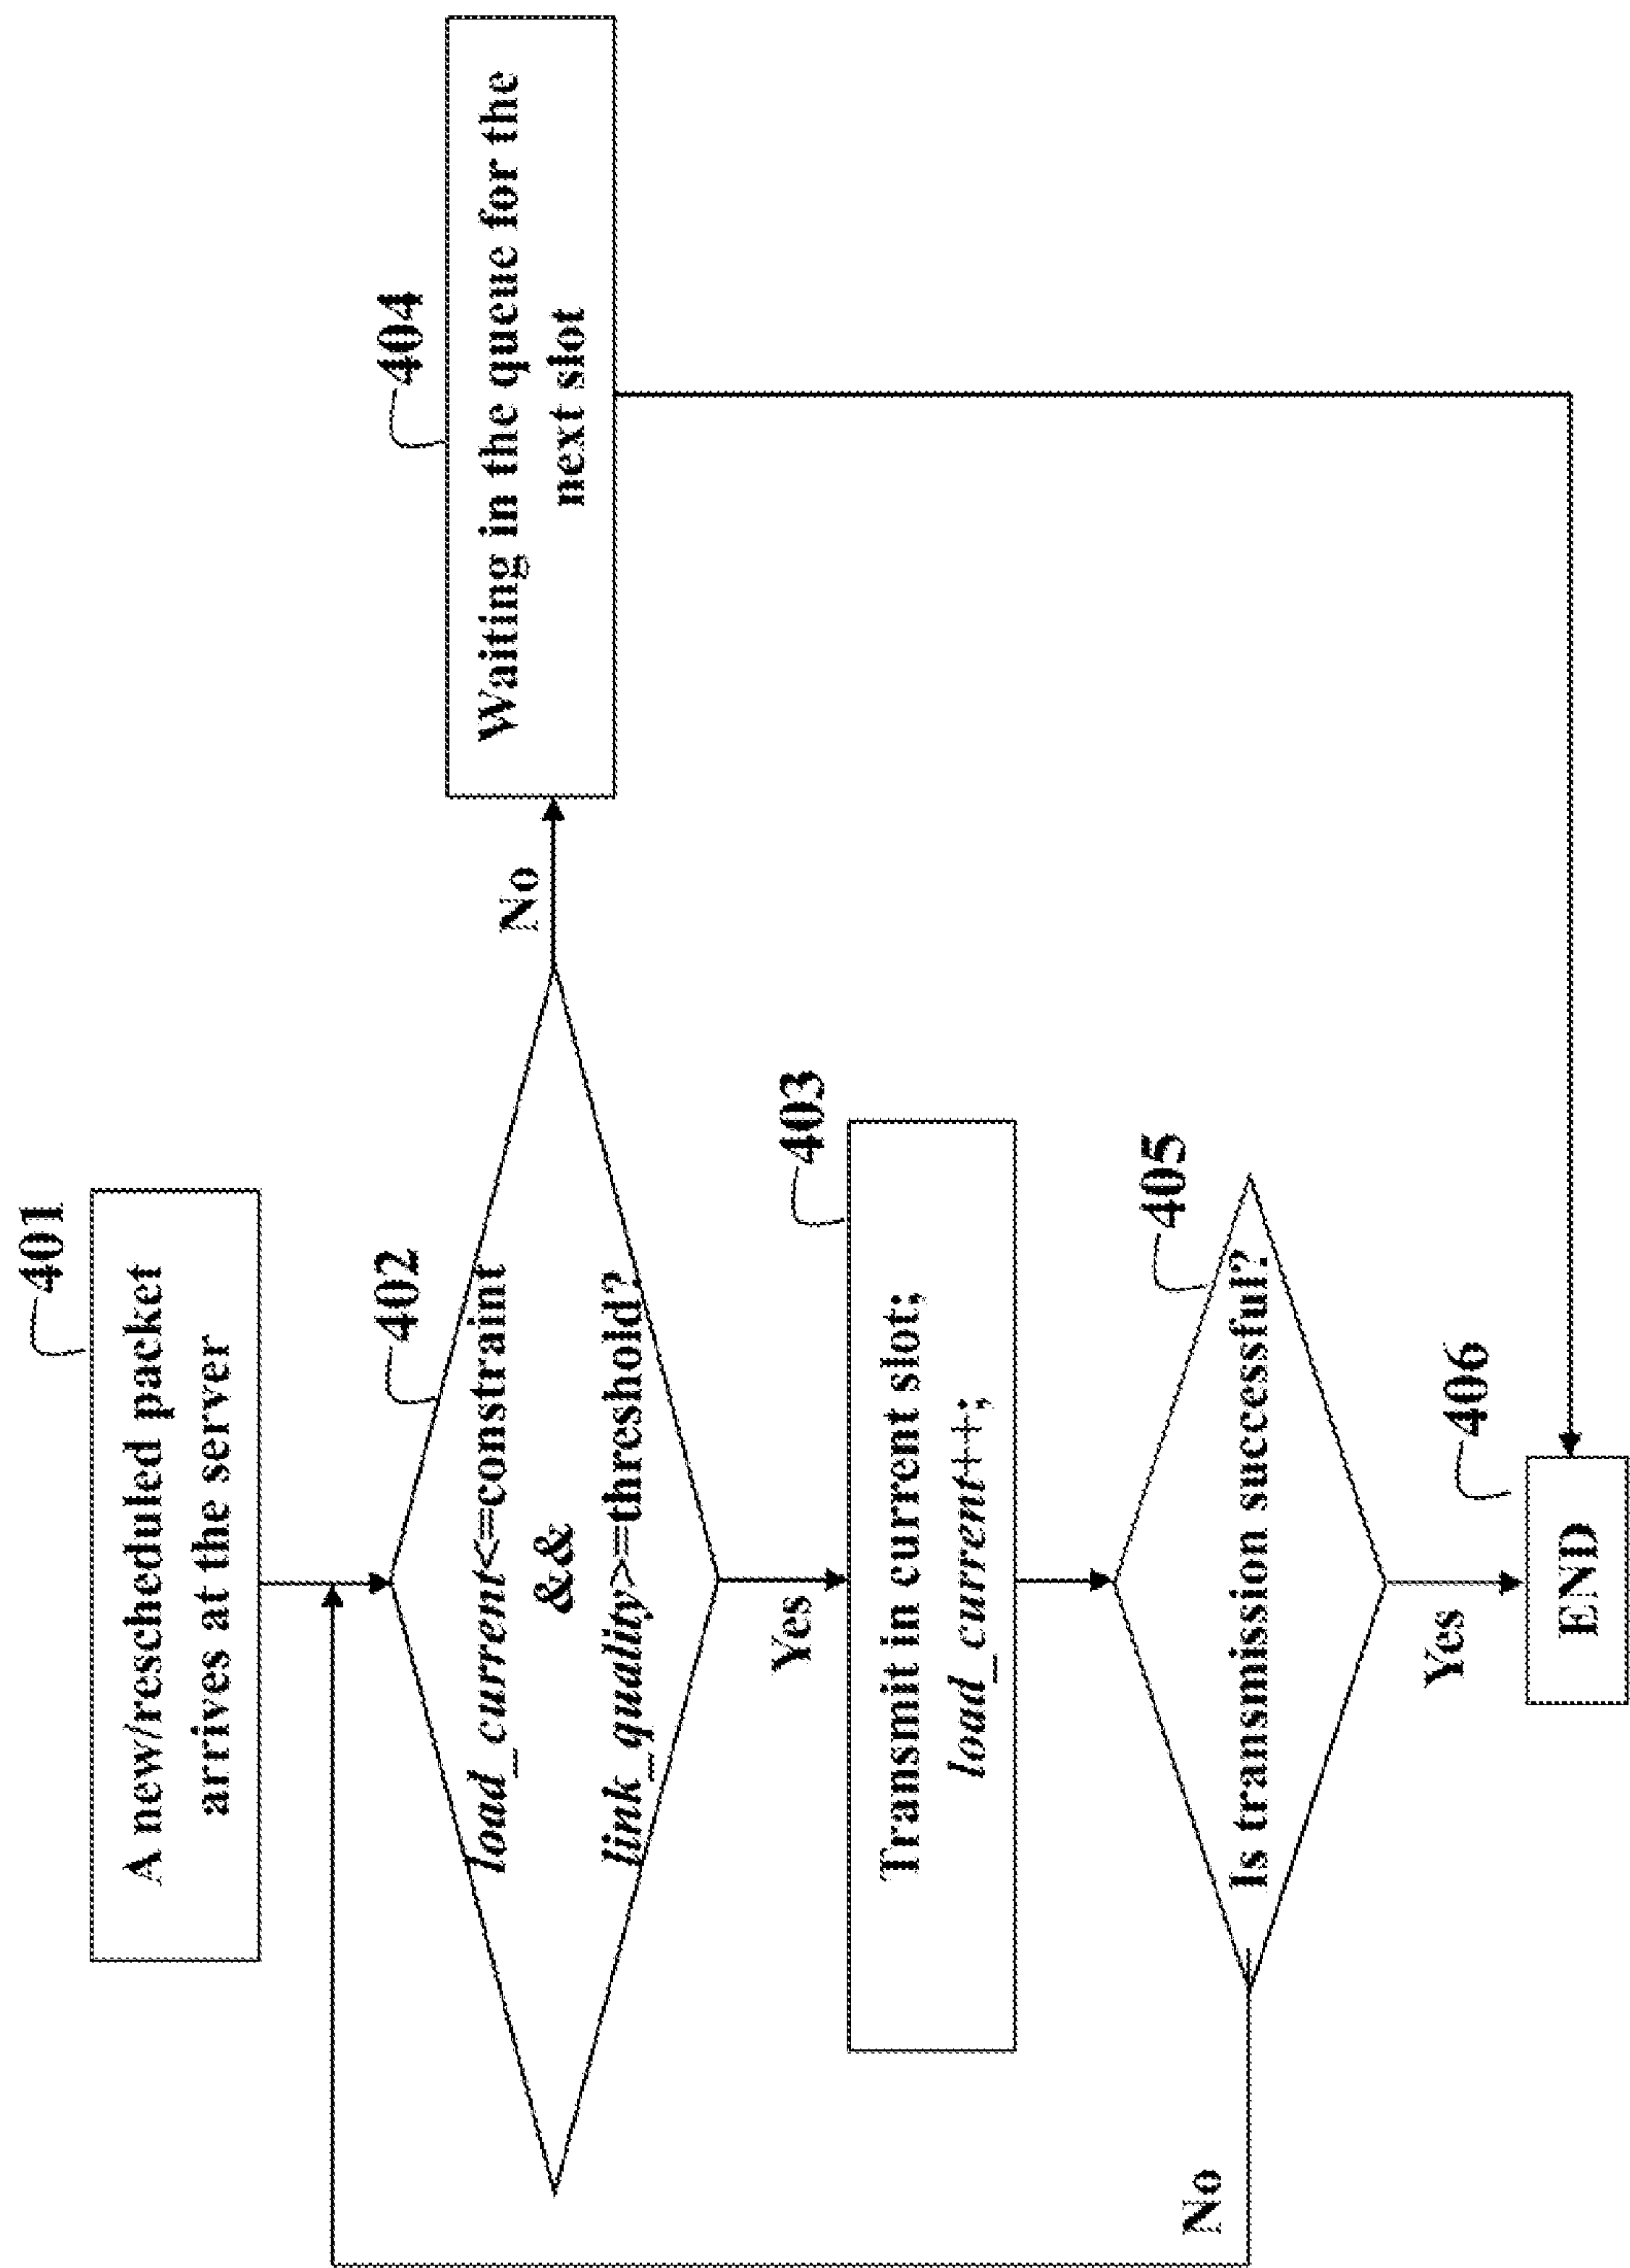 401
A new/rescheduled packet
arrives at the server
402
load_current<=constraint
&&
link_quality>=threshold?
No
404
Waiting in the queue for the
next slot
Yes
403
Transmit in current slot;
load_current++;
405
Is transmission successful?
No
Yes
406
END